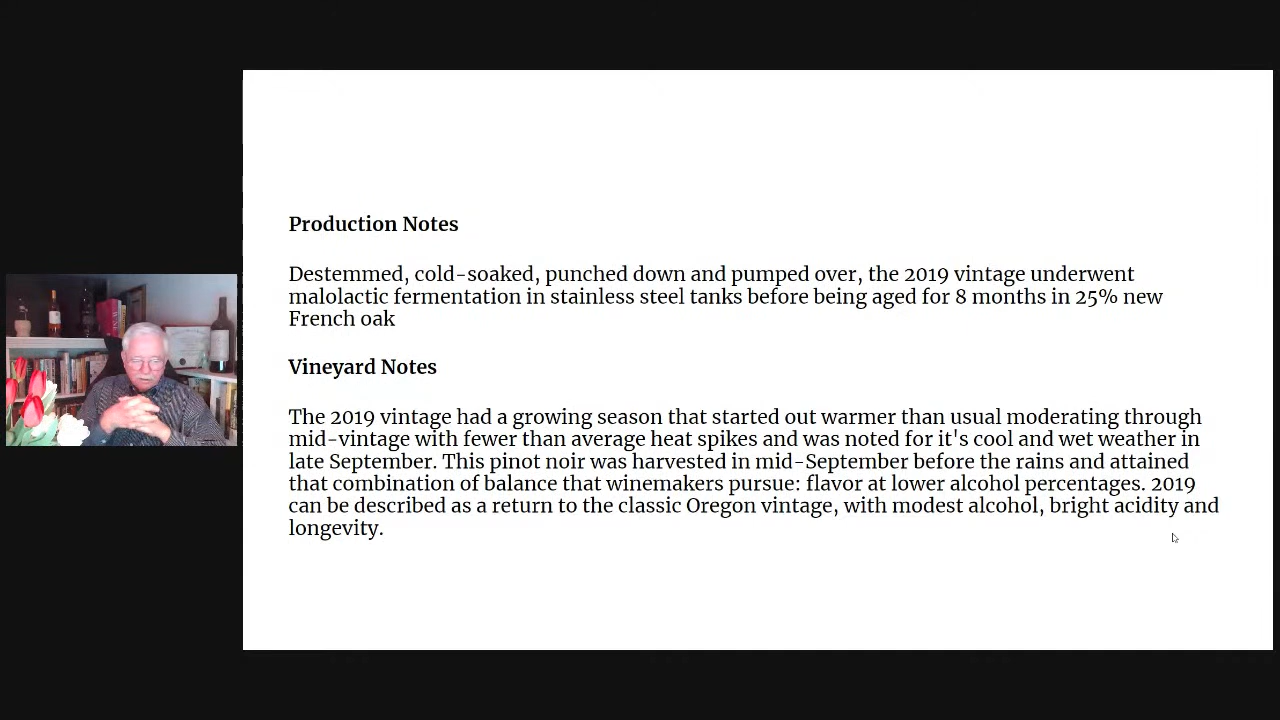 Production Notes
Destemmed, cold-soaked, punched down and pumped over, the 2019 vintage underwent
malolactic fermentation in stainless steel tanks before being aged for 8 months in 25% new
French oak
Vineyard Notes
The 2019 vintage had a growing season that started out warmer than usual moderating through
mid-vintage with fewer than average heat spikes and was noted for it's cool and wet weather in
late September. This pinot noir was harvested in mid-September before the rains and attained
that combination of balance that winemakers pursue: flavor at lower alcohol percentages. 2019
can be described as a return to the classic Oregon vintage, with modest alcohol, bright acidity and
longevity.